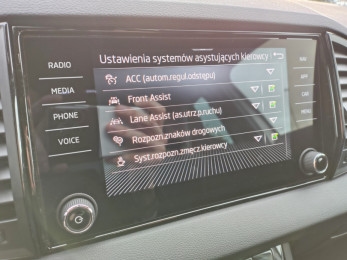 Ustawienia systemów asystujących kierowcy
RADIO
MEDIA
PHONE
VOICE
ACC (autom.regul.odstępu)
Front Assist
Lane Assist (as.utrz.p.ruchu)
Rozpozn.znaków drogowych
Syst.rozpozn.zmęcz.kierowcy